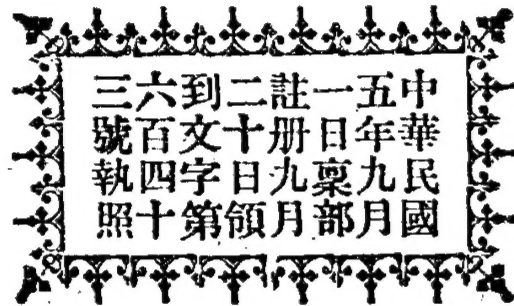 中華民國
五年九月
一日稟部
註册九月
二十日領
到文字第
六百四十
三號執照